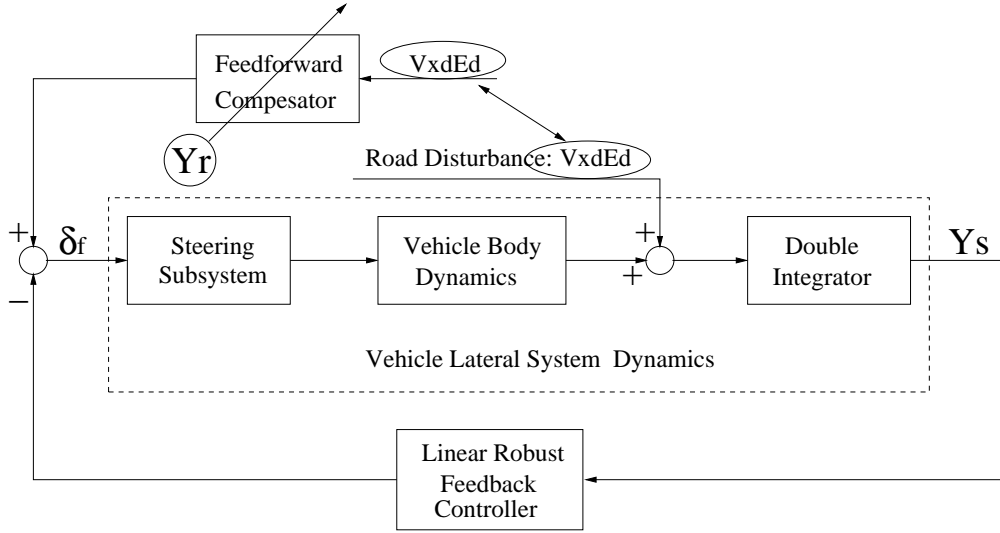 Feedforward
Compesator
VxdEd
Yr
Road Disturbance: VxdEd
+
δf
Steering
Subsystem
Vehicle Body
Dynamics
+
+
Double
Integrator
Ys
−
Vehicle Lateral System Dynamics
Linear Robust
Feedback
Controller